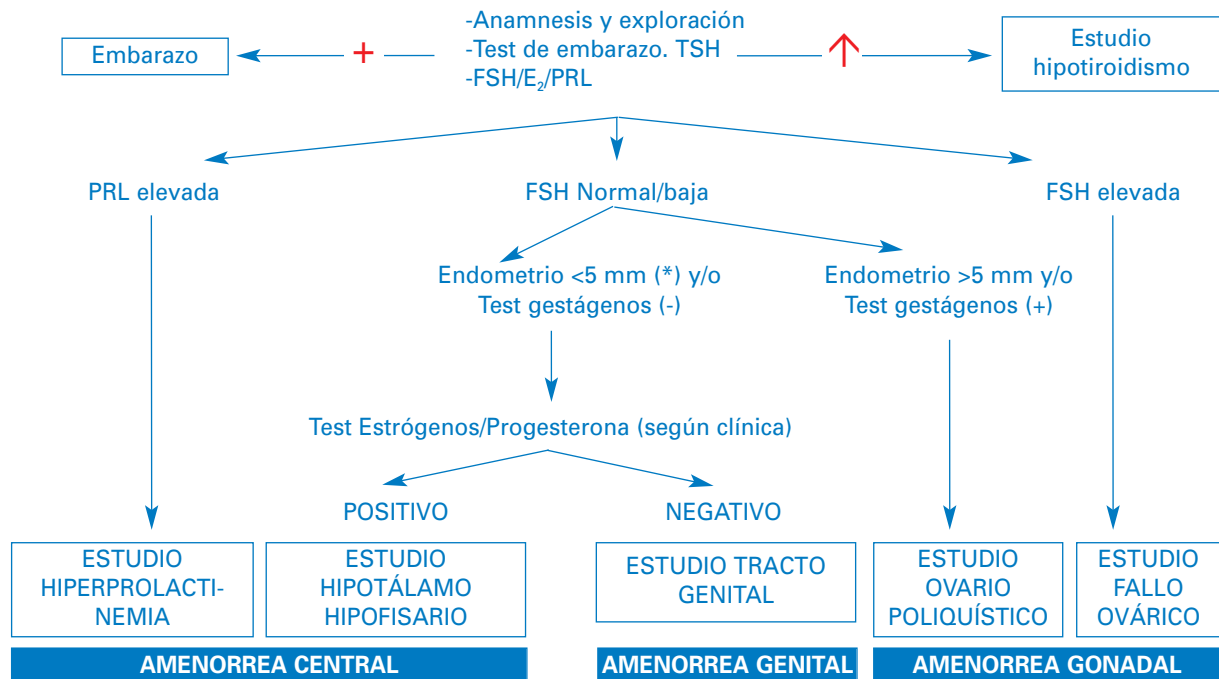 -Anamnesis y exploración
-Test de embarazo. TSH
-FSH/E₂/PRL
Embarazo
+
Estudio
hipotiroidismo
PRL elevada
FSH Normal/baja
FSH elevada
Endometrio <5 mm (*) y/o
Test gestágenos (-)
Endometrio >5 mm y/o
Test gestágenos (+)
Test Estrógenos/Progesterona (según clínica)
POSITIVO
NEGATIVO
ESTUDIO
HIPERPROLACTI-
NEMIA
ESTUDIO
HIPOTÁLAMO
HIPOFISARIO
ESTUDIO TRACTO
GENITAL
ESTUDIO
OVARIO
POLIQUÍSTICO
ESTUDIO
FALLO
OVÁRICO
AMENORREA CENTRAL
AMENORREA GENITAL
AMENORREA GONADAL